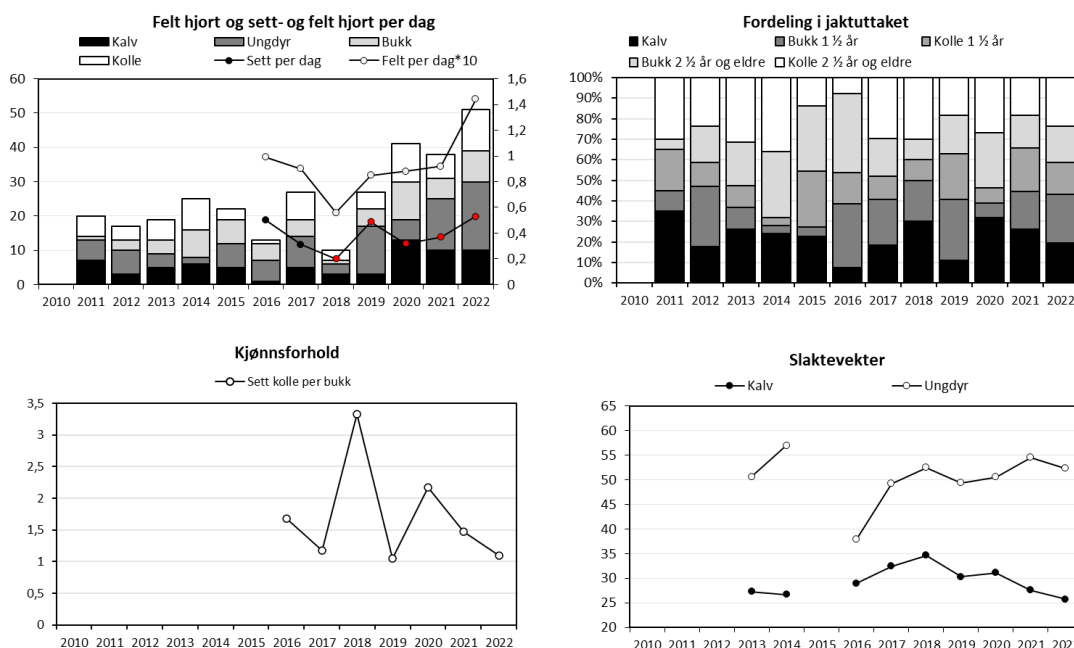 Felt hjort og sett- og felt hjort per dag
Kalv Ungdyr Bukk
Kolle Sett per dag Felt per dag*10
60 1,6
50 1,4
1,2
40 1
30 0,8
0,6
20
0,4
10 0,2
0 0
2010 2011 2012 2013 2014 2015 2016 2017 2018 2019 2020 2021 2022
Fordeling i jaktuttaket
Kalv Bukk 1 ½ år Kolle 1 ½ år
Bukk 2 ½ år og eldre Kolle 2 ½ år og eldre
100%
90%
80%
70%
60%
50%
40%
30%
20%
10%
0%
2010 2011 2012 2013 2014 2015 2016 2017 2018 2019 2020 2021 2022
Kjønnsforhold
Sett kolle per bukk
3,5
3
2,5
2
1,5
1
0,5
0
2010 2011 2012 2013 2014 2015 2016 2017 2018 2019 2020 2021 2022
Slaktevekter
Kalv Ungdyr
65
60
55
50
45
40
35
30
25
20
2010 2011 2012 2013 2014 2015 2016 2017 2018 2019 2020 2021 202